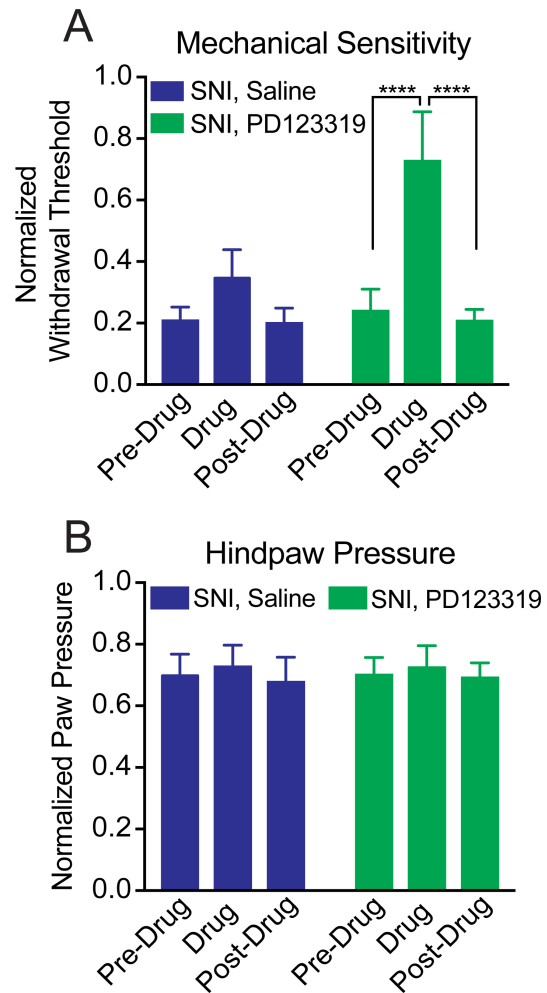 A
Mechanical Sensitivity
Normalized
Withdrawal Threshold
1.0
0.8
0.6
0.4
0.2
0.0
SNI, Saline
SNI, PD123319
**** ****
Pre-Drug Drug Post-Drug Pre-Drug Drug Post-Drug
B
Hindpaw Pressure
Normalized Paw Pressure
1.0
0.8
0.6
0.4
0.2
0.0
SNI, Saline SNI, PD123319
Pre-Drug Drug Post-Drug Pre-Drug Drug Post-Drug